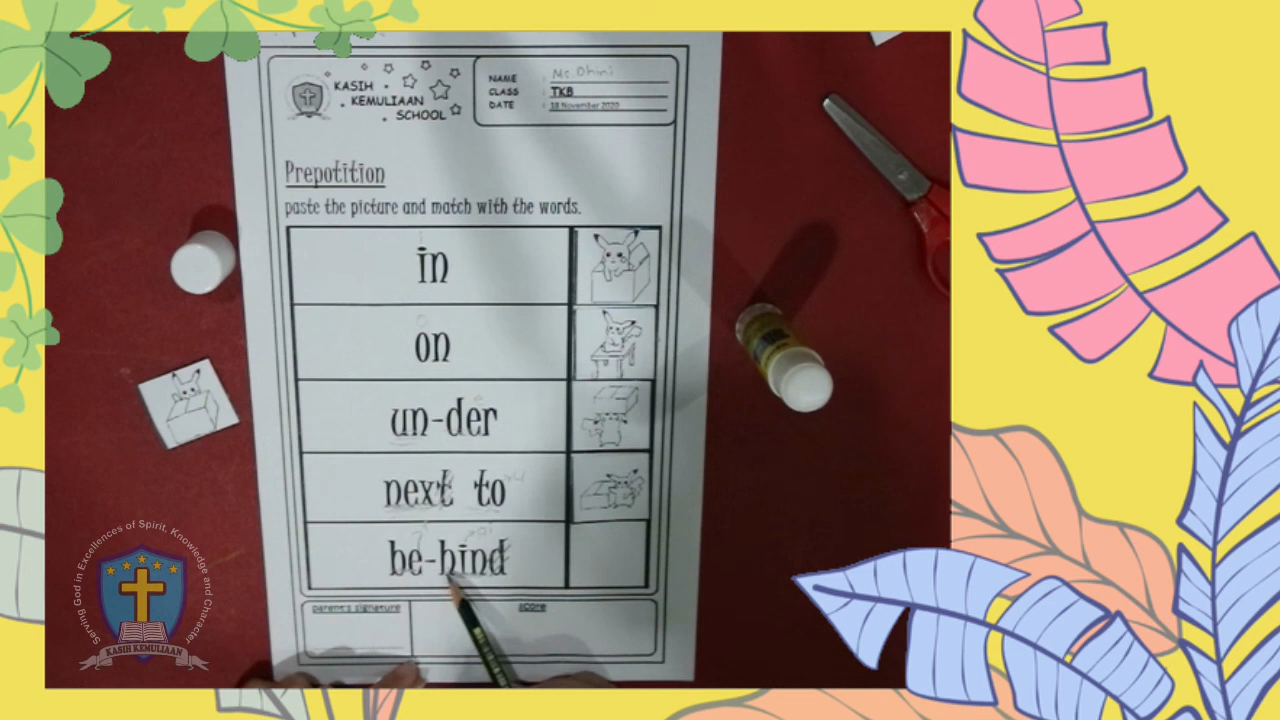 KASIH
KEMULIAAN
SCHOOL
NAME : Ms. Dhini
CLASS : TKB
DATE : 18 November 2020
Prepotition
paste the picture and match with the words.
in
on
un-der
next to
be-hind
parent's signature
score
Serving God in Excellences of Spirit, Knowledge and Character
KASIH KEMULIAAN